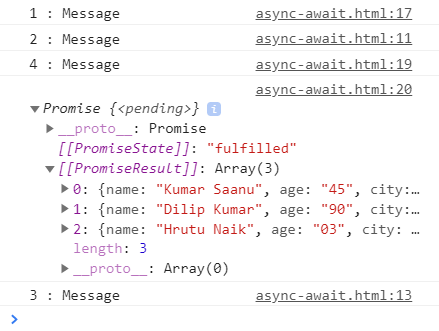 1 : Message async-await.html:17
2 : Message async-await.html:11
4 : Message async-await.html:19
async-await.html:20
Promise {<pending>} i
__proto__: Promise
[[PromiseState]]: "fulfilled"
[[PromiseResult]]: Array(3)
0: {name: "Kumar Saanu", age: "45", city:…
1: {name: "Dilip Kumar", age: "90", city:…
2: {name: "Hrutu Naik", age: "03", city: …
length: 3
__proto__: Array(0)
3 : Message async-await.html:13